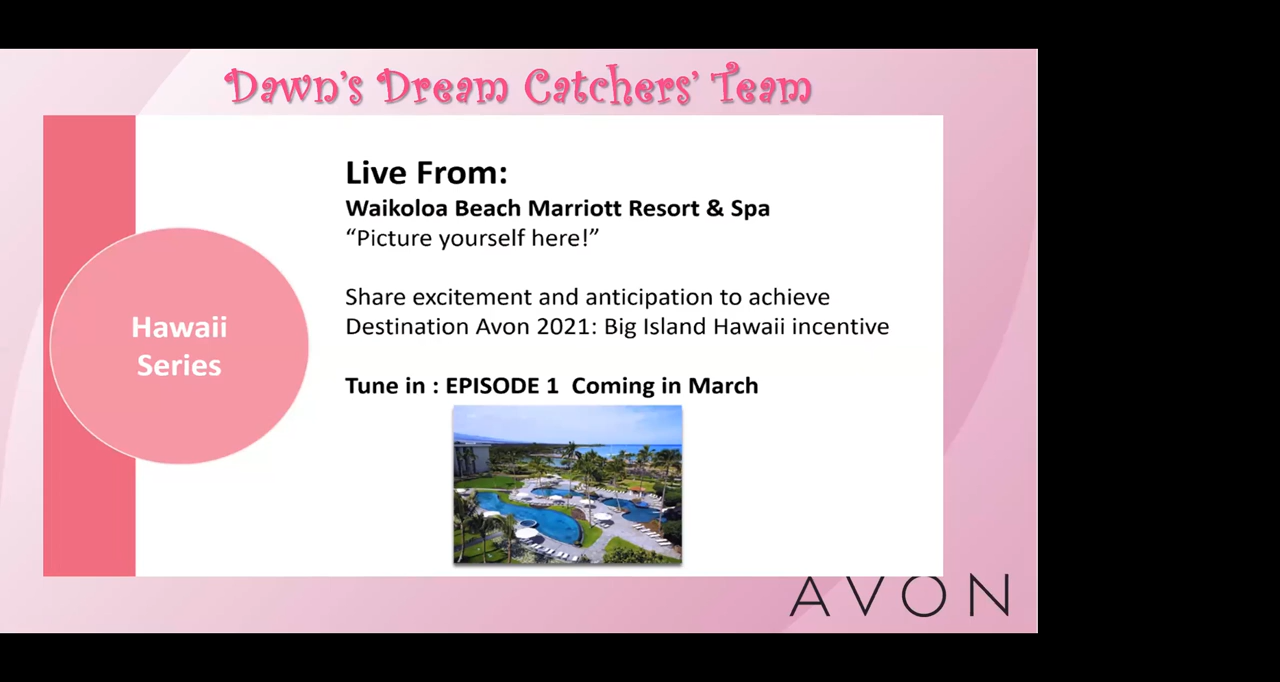 Dawn's Dream Catchers' Team
Live From:
Waikoloa Beach Marriott Resort & Spa
“Picture yourself here!”
Share excitement and anticipation to achieve
Destination Avon 2021: Big Island Hawaii incentive
Tune in : EPISODE 1  Coming in March
Hawaii
Series
AVON